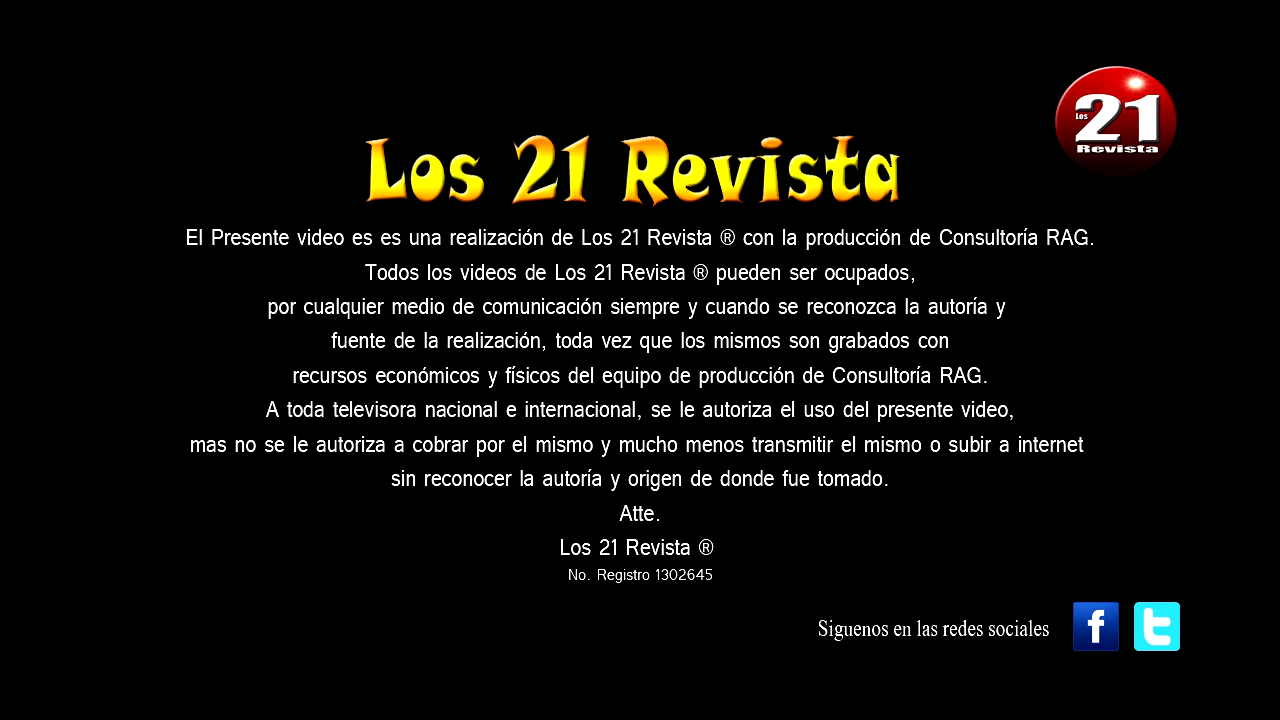 Los 21 Revista
Los 21 Revista
El Presente video es es una realización de Los 21 Revista ® con la producción de Consultoría RAG.
Todos los videos de Los 21 Revista ® pueden ser ocupados,
por cualquier medio de comunicación siempre y cuando se reconozca la autoría y
fuente de la realización, toda vez que los mismos son grabados con
recursos económicos y físicos del equipo de producción de Consultoría RAG.
A toda televisora nacional e internacional, se le autoriza el uso del presente video,
mas no se le autoriza a cobrar por el mismo y mucho menos transmitir el mismo o subir a internet
sin reconocer la autoría y origen de donde fue tomado.
Atte.
Los 21 Revista ®
No. Registro 1302645
Siguenos en las redes sociales f t